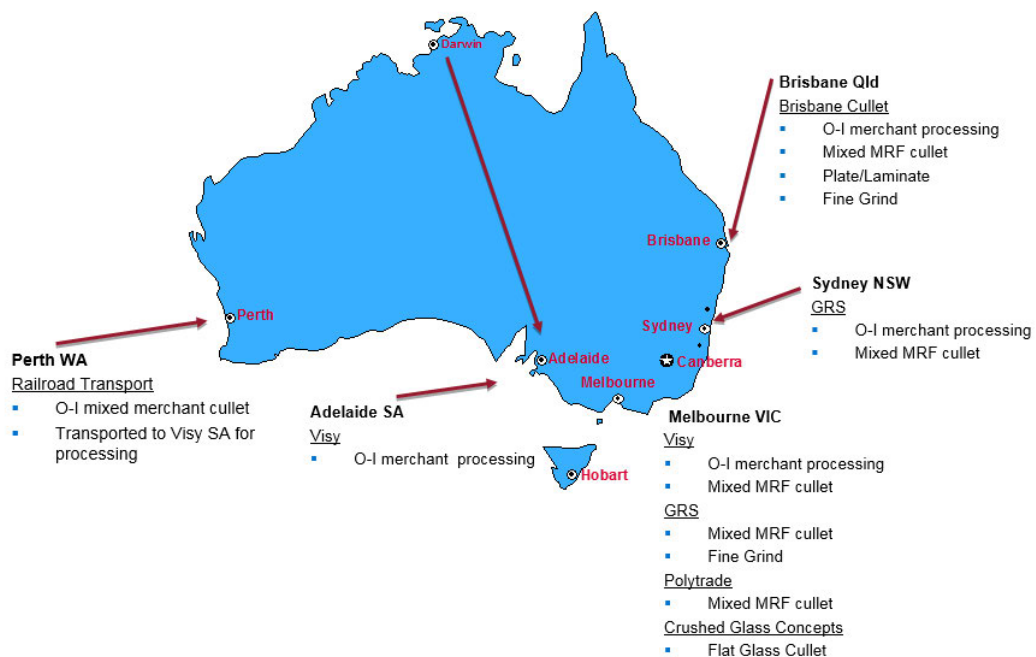 Darwin
Brisbane
Perth
Sydney
Adelaide
Canberra
Melbourne
Hobart
Brisbane Qld
Brisbane Cullet
▪ O-I merchant processing
▪ Mixed MRF cullet
▪ Plate/Laminate
▪ Fine Grind
Sydney NSW
GRS
▪ O-I merchant processing
▪ Mixed MRF cullet
Perth WA
Railroad Transport
▪ O-I mixed merchant cullet
▪ Transported to Visy SA for
processing
Adelaide SA
Visy
▪ O-I merchant processing
Melbourne VIC
Visy
▪ O-I merchant processing
▪ Mixed MRF cullet
GRS
▪ Mixed MRF cullet
▪ Fine Grind
Polytrade
▪ Mixed MRF cullet
Crushed Glass Concepts
▪ Flat Glass Cullet